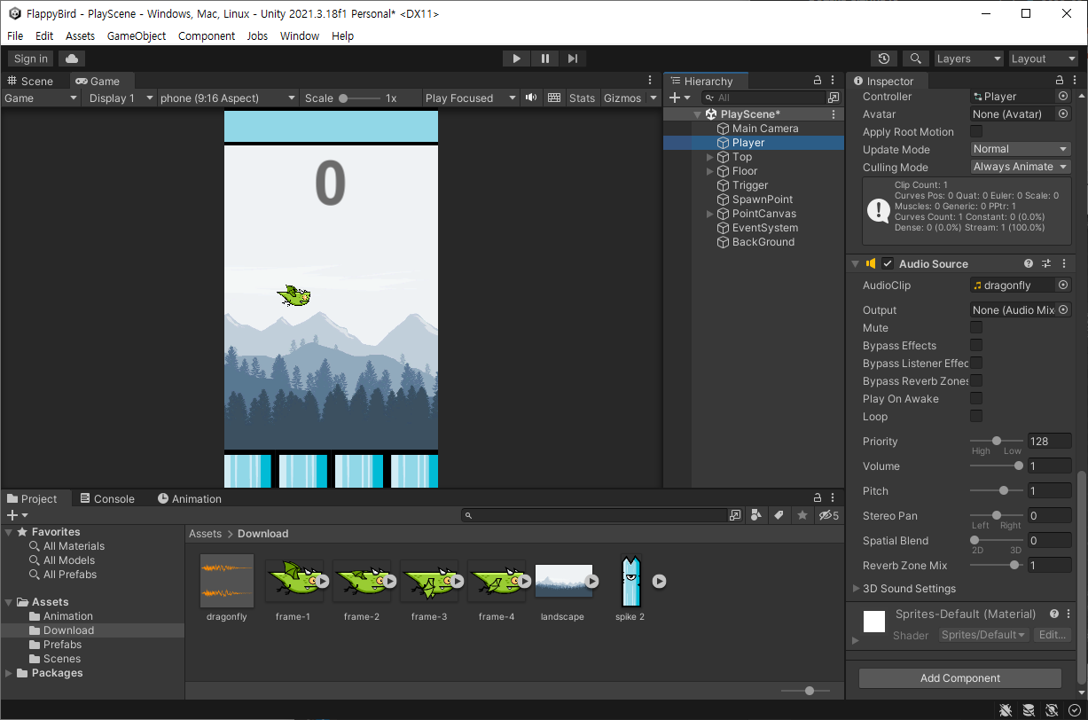 FlappyBird - PlayScene - Windows, Mac, Linux - Unity 2021.3.18f1 Personal* <DX11>
File Edit Assets GameObject Component Jobs Window Help
Sign in Layers Layout
Scene Game
Game Display 1 phone (9:16 Aspect) Scale 1x Play Focused Stats Gizmos
0
Hierarchy
All
PlayScene*
Main Camera
Player
Top
Floor
Trigger
SpawnPoint
PointCanvas
EventSystem
BackGround
Inspector
Controller Player
Avatar None (Avatar)
Apply Root Motion
Update Mode Normal
Culling Mode Always Animate
Clip Count: 1
Curves Pos: 0 Quat: 0 Euler: 0 Scale: 0
Muscles: 0 Generic: 0 PPtr: 1
Curves Count: 1 Constant: 0 (0.0%)
Dense: 0 (0.0%) Stream: 1 (100.0%)
Audio Source
AudioClip dragonfly
Output None (Audio Mix
Mute
Bypass Effects
Bypass Listener Effec
Bypass Reverb Zones
Play On Awake
Loop
Priority 128
High Low
Volume 1
Pitch 1
Stereo Pan 0
Left Right
Spatial Blend 0
2D 3D
Reverb Zone Mix 1
3D Sound Settings
Sprites-Default (Material)
Shader Sprites/Default Edit...
Add Component
Project Console Animation
5
Favorites
All Materials
All Models
All Prefabs
Assets
Animation
Download
Prefabs
Scenes
Packages
Assets > Download
dragonfly frame-1 frame-2 frame-3 frame-4 landscape spike 2